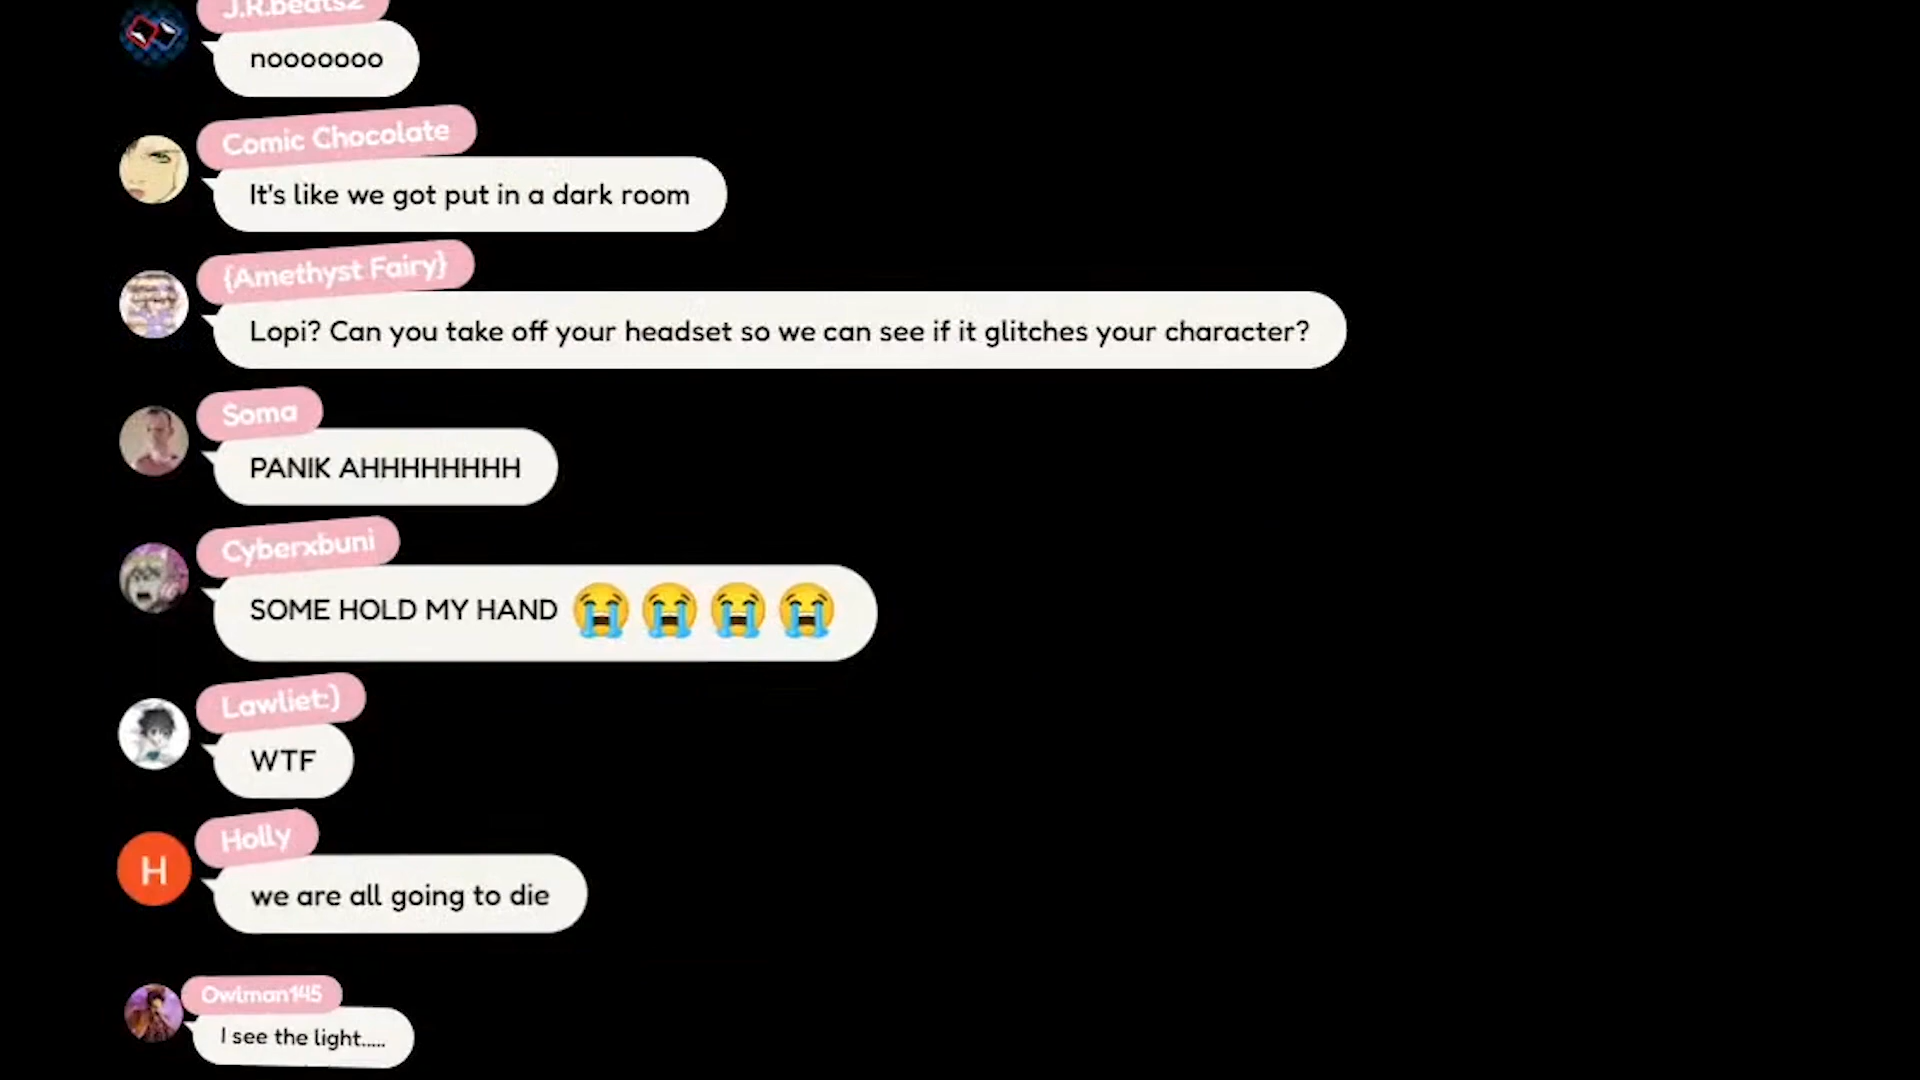 J.R.beats2
nooooooo
Comic Chocolate
It's like we got put in a dark room
{Amethyst Fairy}
Lopi? Can you take off your headset so we can see if it glitches your character?
Soma
PANIK AHHHHHHHH
Cyberxbuni
SOME HOLD MY HAND 😭 😭 😭 😭
Lawliet:)
WTF
H
Holly
we are all going to die
Owlman145
I see the light.....